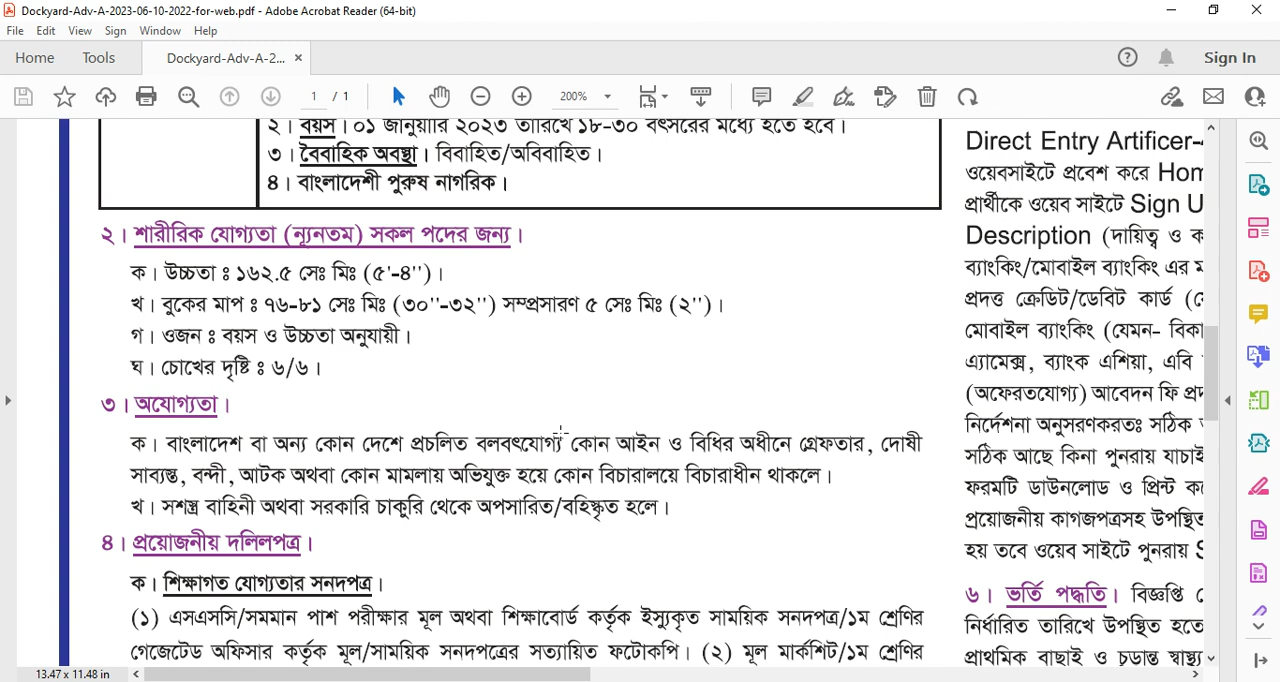 Dockyard-Adv-A-2023-06-10-2022-for-web.pdf - Adobe Acrobat Reader (64-bit)
File Edit View Sign Window Help
Home Tools Dockyard-Adv-A-2... × Sign In
1 / 1 200%
২। বয়স। ০১ জানুয়ারি ২০২৩ তারিখে ১৮-৩০ বৎসরের মধ্যে হতে হবে।
৩। বৈবাহিক অবস্থা। বিবাহিত/অবিবাহিত।
৪। বাংলাদেশী পুরুষ নাগরিক।
২। শারীরিক যোগ্যতা (ন্যূনতম) সকল পদের জন্য।
ক। উচ্চতা ঃ ১৬২.৫ সেঃ মিঃ (৫'-৪'')।
খ। বুকের মাপ ঃ ৭৬-৮১ সেঃ মিঃ (৩০''-৩২'') সম্প্রসারণ ৫ সেঃ মিঃ (২'')।
গ। ওজন ঃ বয়স ও উচ্চতা অনুযায়ী।
ঘ। চোখের দৃষ্টি ঃ ৬/৬।
৩। অযোগ্যতা।
ক। বাংলাদেশ বা অন্য কোন দেশে প্রচলিত বলবৎযোগ্য কোন আইন ও বিধির অধীনে গ্রেফতার, দোষী
সাব্যস্ত, বন্দী, আটক অথবা কোন মামলায় অভিযুক্ত হয়ে কোন বিচারালয়ে বিচারাধীন থাকলে।
খ। সশস্ত্র বাহিনী অথবা সরকারি চাকুরি থেকে অপসারিত/বহিষ্কৃত হলে।
৪। প্রয়োজনীয় দলিলপত্র।
ক। শিক্ষাগত যোগ্যতার সনদপত্র।
(১) এসএসসি/সমমান পাশ পরীক্ষার মূল অথবা শিক্ষাবোর্ড কর্তৃক ইস্যুকৃত সাময়িক সনদপত্র/১ম শ্রেণির
গেজেটেড অফিসার কর্তৃক মূল/সাময়িক সনদপত্রের সত্যায়িত ফটোকপি। (২) মূল মার্কশিট/১ম শ্রেণির
Direct Entry Artificer-
ওয়েবসাইটে প্রবেশ করে
প্রার্থীকে ওয়েব সাইটে Sign
Description (দায়িত্ব ও
ব্যাংকিং/মোবাইল ব্যাংকিং এর
প্রদত্ত ক্রেডিট/ডেবিট কার্ড
মোবাইল ব্যাংকিং (যেমন-
এ্যামেক্স, ব্যাংক এশিয়া, এবি
(অফেরতযোগ্য) আবেদন ফি
নির্দেশনা অনুসরণকরতঃ সঠিক
সঠিক আছে কিনা পুনরায়
ফরমটি ডাউনলোড ও প্রিন্ট
প্রয়োজনীয় কাগজপত্রসহ
হয় তবে ওয়েব সাইটে পুনরায়
৬। ভর্তি পদ্ধতি। বিজ্ঞপ্তি
নির্ধারিত তারিখে উপস্থিত হতে
প্রাথমিক বাছাই ও চূড়ান্ত স্বাস্থ্য
13.47 x 11.48 in